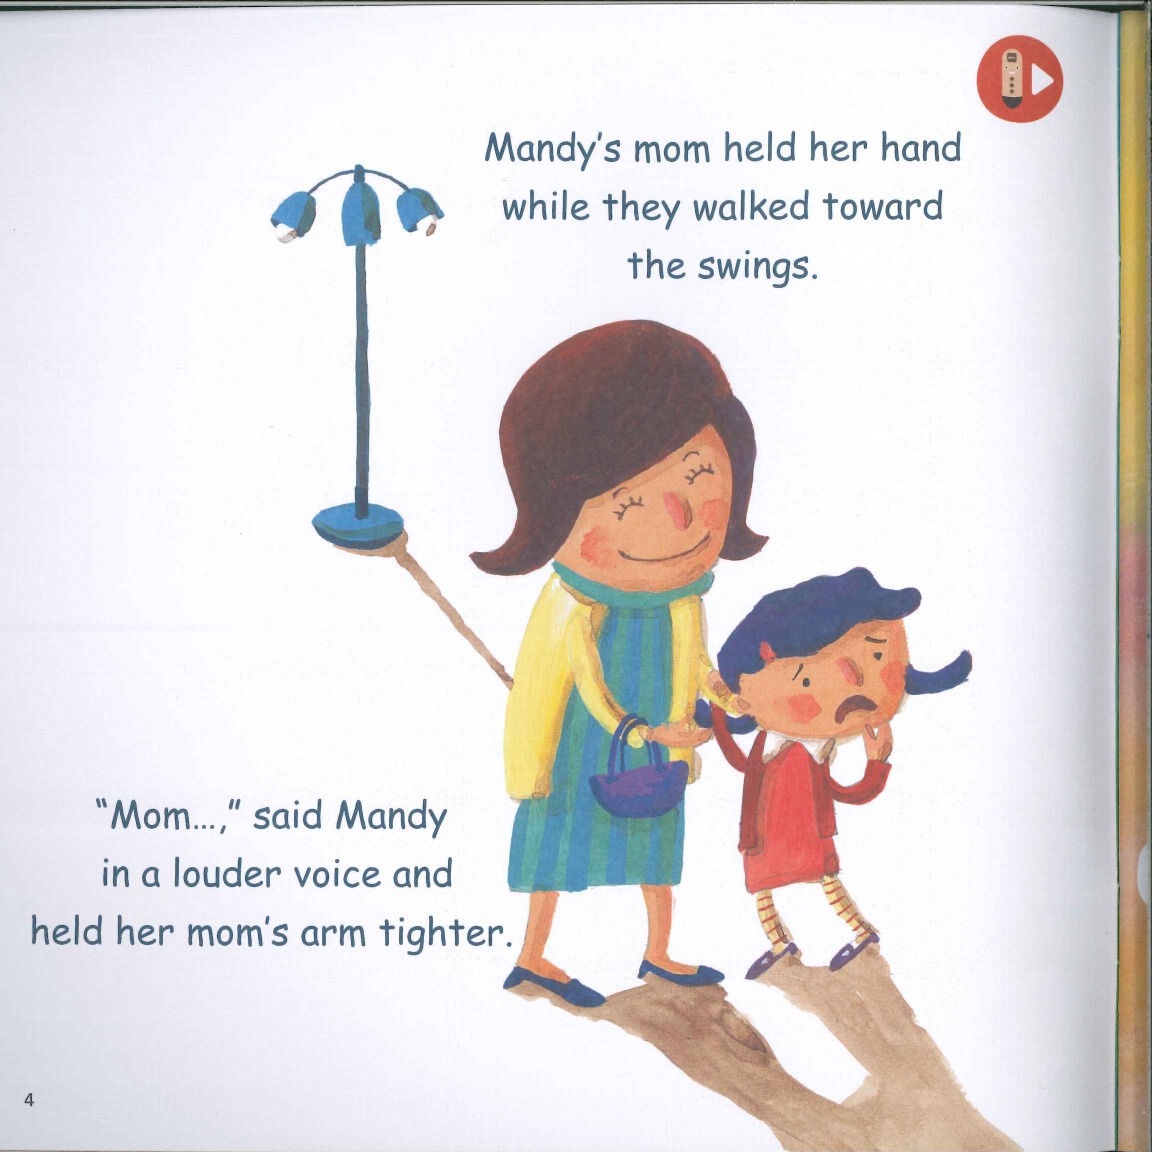 Mandy's mom held her hand
while they walked toward
the swings.
“Mom...,” said Mandy
in a louder voice and
held her mom's arm tighter.
4